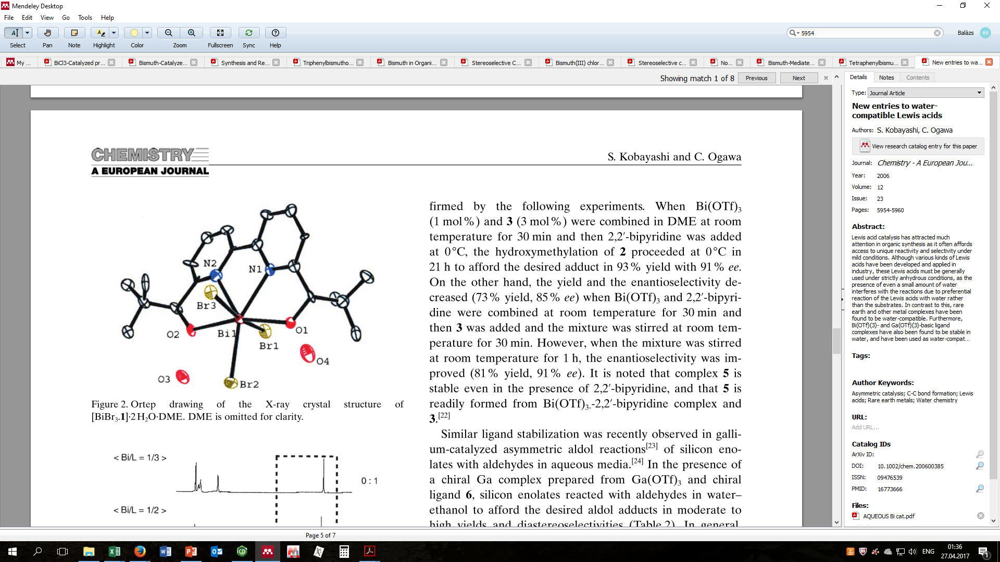 Mendeley Desktop
File Edit View Go Tools Help
5954
Balàzs
BB
Select Pan Note Highlight Color Zoom Fullscreen Sync Help
My ...
BiCl3-Catalyzed pr...
Bismuth-Catalyze...
Synthesis and Re...
Triphenylbismutho...
Bismuth in Organi...
Stereoselective C...
Bismuth(III) chlor...
Stereoselective c...
No...
Bismuth-Mediate...
Tetraphenylbismu...
New entries to wa...
Showing match 1 of 8 Previous Next
CHEMISTRY
A EUROPEAN JOURNAL
S. Kobayashi and C. Ogawa
N2
N1
Br3
O2
Bi1
O1
Br1
O4
O3
Br2
Figure 2. Ortep drawing of the X-ray crystal structure of
[BiBr₃.1]·2H₂O·DME. DME is omitted for clarity.
< Bi/L = 1/3 >
0 : 1
< Bi/L = 1/2 >
firmed by the following experiments. When Bi(OTf)₃
(1 mol %) and 3 (3 mol %) were combined in DME at room
temperature for 30 min and then 2,2′-bipyridine was added
at 0 °C, the hydroxymethylation of 2 proceeded at 0 °C in
21 h to afford the desired adduct in 93 % yield with 91 % ee.
On the other hand, the yield and the enantioselectivity de-
creased (73 % yield, 85 % ee) when Bi(OTf)₃ and 2,2′-bipyri-
dine were combined at room temperature for 30 min and
then 3 was added and the mixture was stirred at room tem-
perature for 30 min. However, when the mixture was stirred
at room temperature for 1 h, the enantioselectivity was im-
proved (81 % yield, 91 % ee). It is noted that complex 5 is
stable even in the presence of 2,2′-bipyridine, and that 5 is
readily formed from Bi(OTf)₃-2,2′-bipyridine complex and
3.[22]
Similar ligand stabilization was recently observed in galli-
um-catalyzed asymmetric aldol reactions[23] of silicon eno-
lates with aldehydes in aqueous media.[24] In the presence of
a chiral Ga complex prepared from Ga(OTf)₃ and chiral
ligand 6, silicon enolates reacted with aldehydes in water–
ethanol to afford the desired aldol adducts in moderate to
high yields and diastereoselectivities (Table 2). In general,
Details Notes Contents
Type: Journal Article
New entries to water-
compatible Lewis acids
Authors: S. Kobayashi, C. Ogawa
View research catalog entry for this paper
Journal: Chemistry - A European Jou...
Year: 2006
Volume: 12
Issue: 23
Pages: 5954-5960
Abstract:
Lewis acid catalysis has attracted much
attention in organic synthesis as it often affords
access to unique reactivity and selectivity under
mild conditions. Although various kinds of Lewis
acids have been developed and applied in
industry, these Lewis acids must be generally
used under strictly anhydrous conditions, as the
presence of even a small amount of water
interferes with the reactions due to preferential
reaction of the Lewis acids with water rather
than the substrates. In contrast to this, rare
earth and other metal complexes have been
found to be water-compatible. Furthermore,
Bi(OTf)(3)- and Ga(OTf)(3)-basic ligand
complexes have also been found to be stable in
water, and have been used as water-compat...
Tags:
Author Keywords:
Asymmetric catalysis; C-C bond formation; Lewis
acids; Rare earth metals; Water chemistry
URL:
Add URL...
Catalog IDs
ArXiv ID:
DOI: 10.1002/chem.200600385
ISSN: 09476539
PMID: 16773666
Files:
AQUEOUS Bi cat.pdf
Page 5 of 7
ENG
01:36
27.04.2017
1